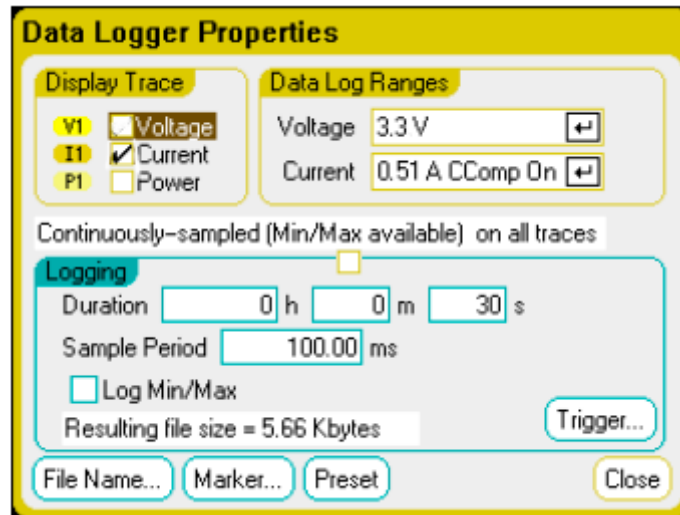 Data Logger Properties
Display Trace
V1 Voltage
I1 Current
P1 Power
Data Log Ranges
Voltage 3.3 V
Current 0.51 A CComp On
Continuously-sampled (Min/Max available) on all traces
Logging
Duration 0 h 0 m 30 s
Sample Period 100.00 ms
Log Min/Max
Resulting file size = 5.66 Kbytes
Trigger...
File Name... Marker... Preset Close